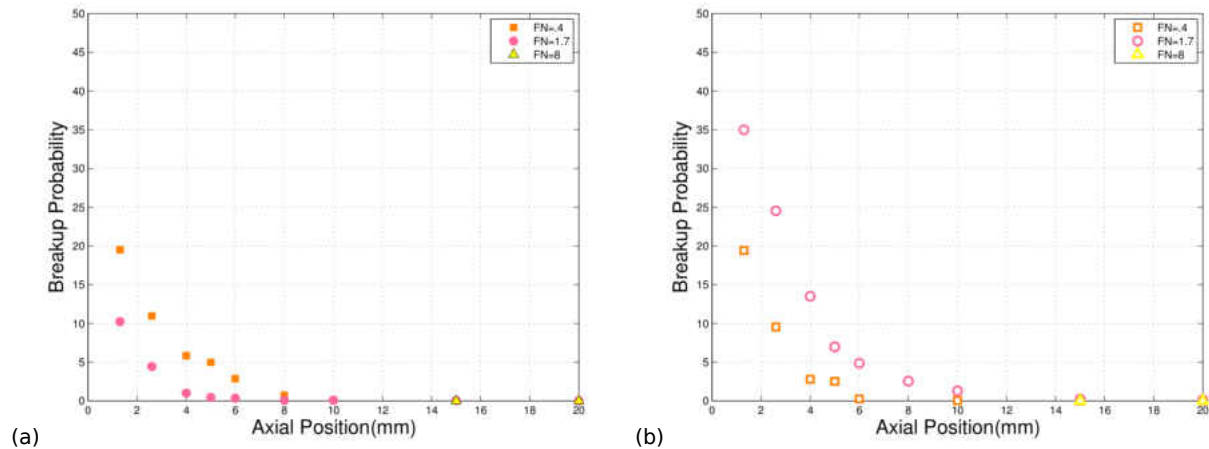 50
45
40
35
30
25
20
15
10
5
0
0 2 4 6 8 10 12 14 16 18 20
Breakup Probability
Axial Position(mm)
FN=.4
FN=1.7
FN=8
(a)
50
45
40
35
30
25
20
15
10
5
0
0 2 4 6 8 10 12 14 16 18 20
Breakup Probability
Axial Position(mm)
FN=.4
FN=1.7
FN=8
(b)